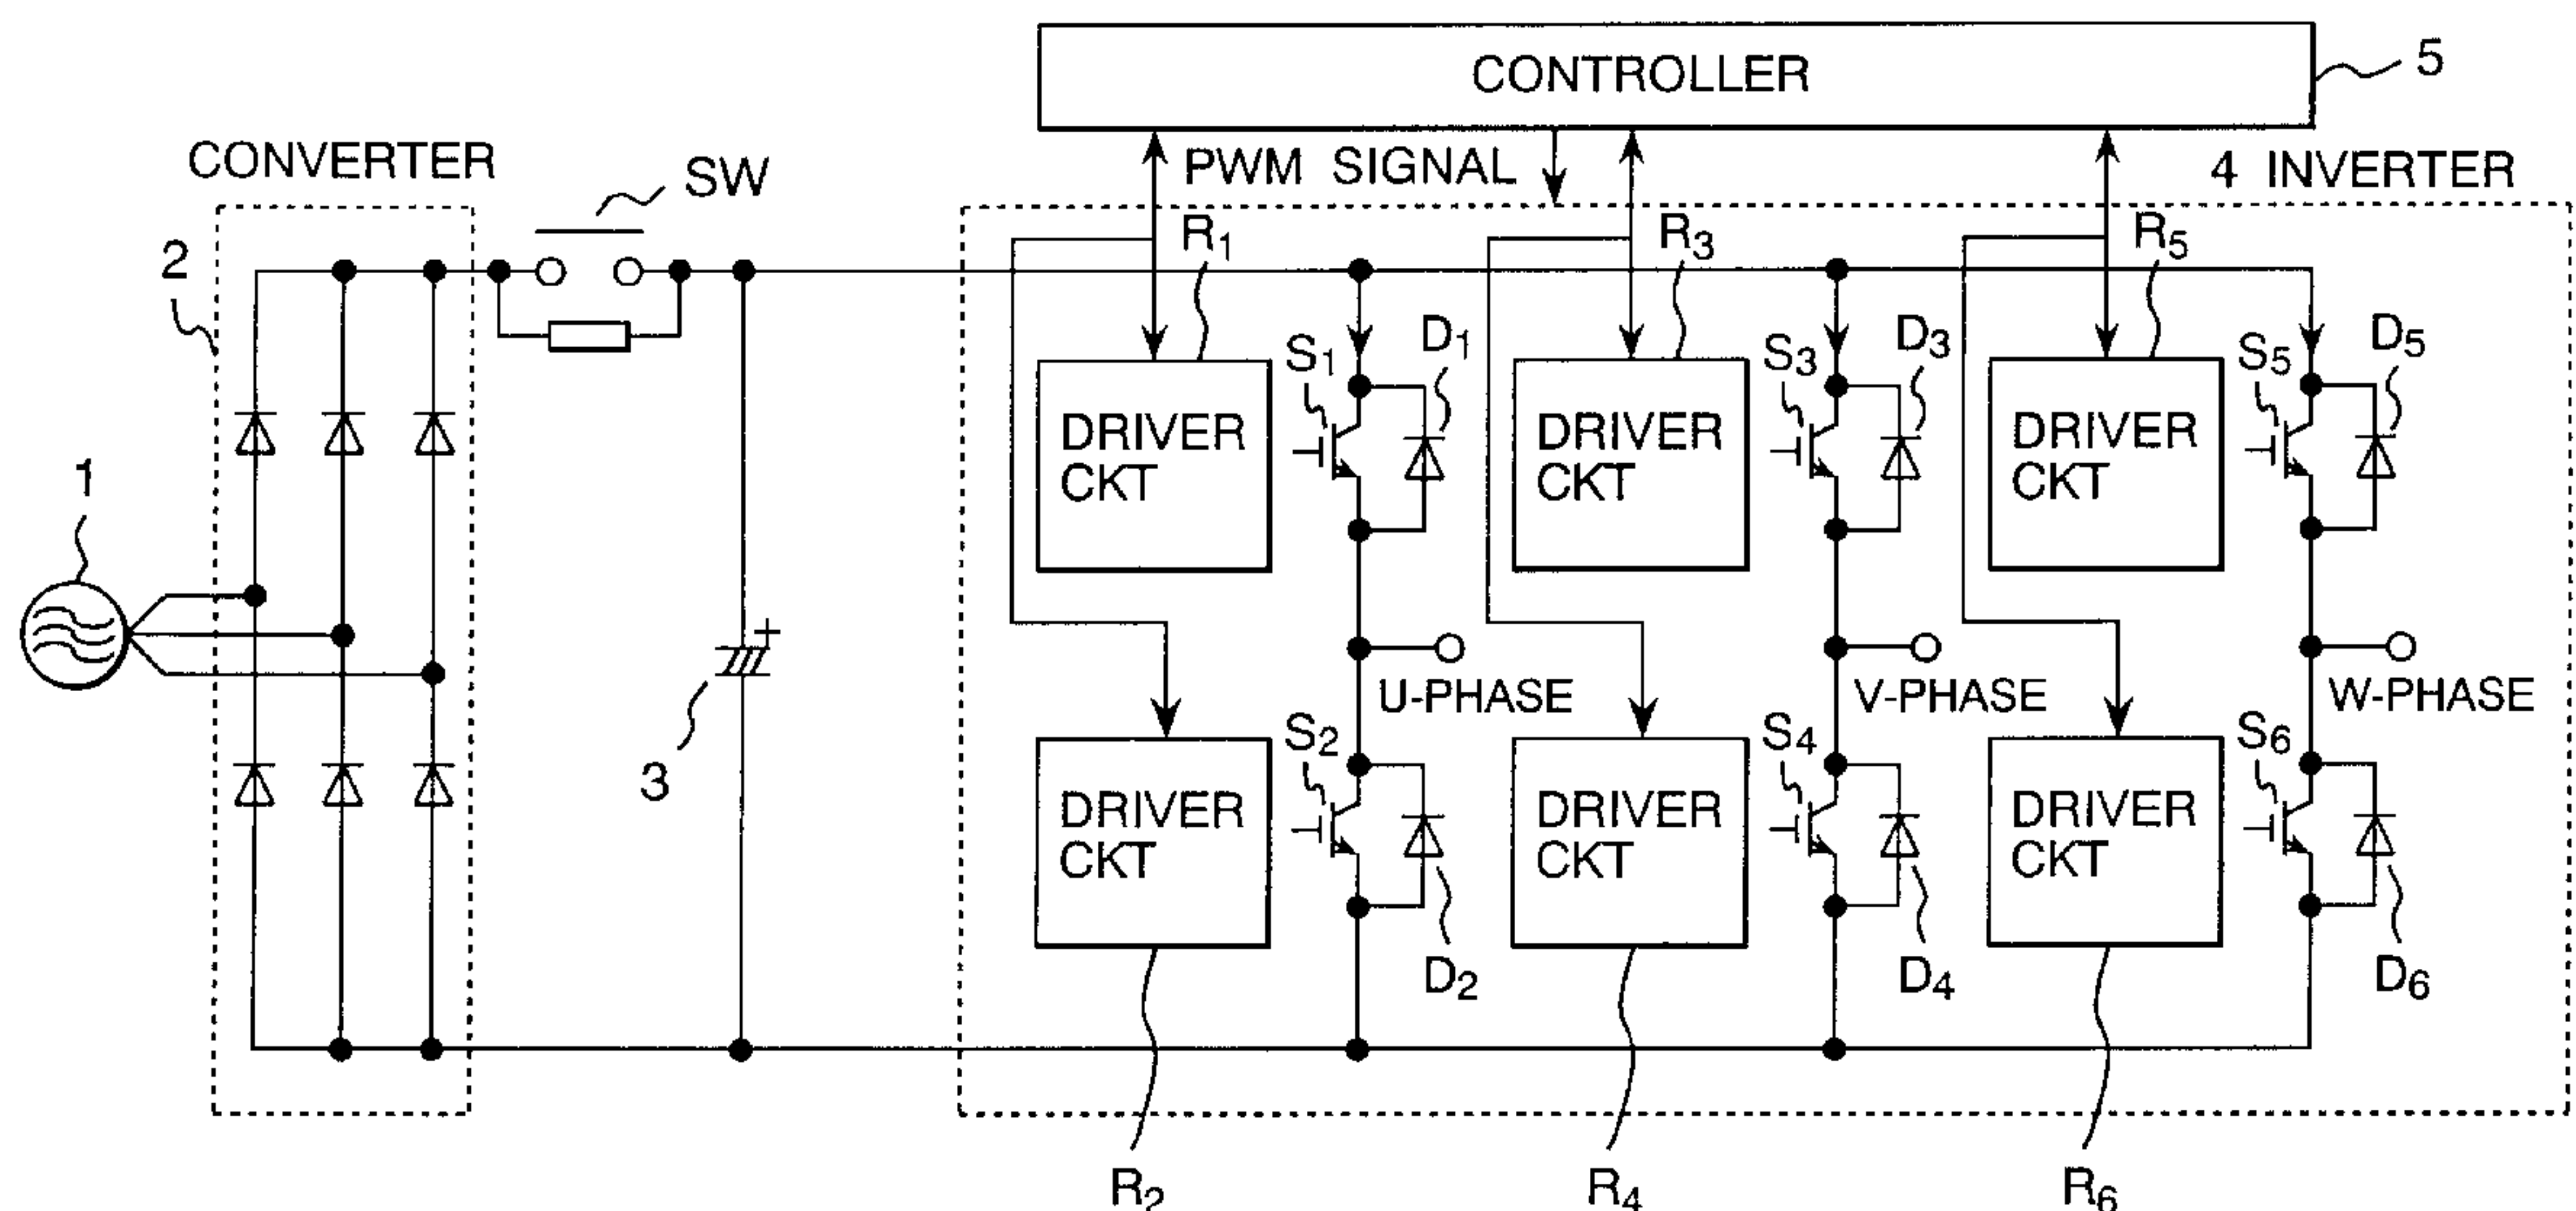 CONTROLLER
5
CONVERTER
SW
PWM SIGNAL
4 INVERTER
2
R1
R3
R5
S1
D1
S3
D3
S5
D5
DRIVER
CKT
DRIVER
CKT
DRIVER
CKT
1
+
3
U-PHASE
V-PHASE
W-PHASE
S2
S4
S6
DRIVER
CKT
DRIVER
CKT
DRIVER
CKT
D2
D4
D6
R2
R4
R6